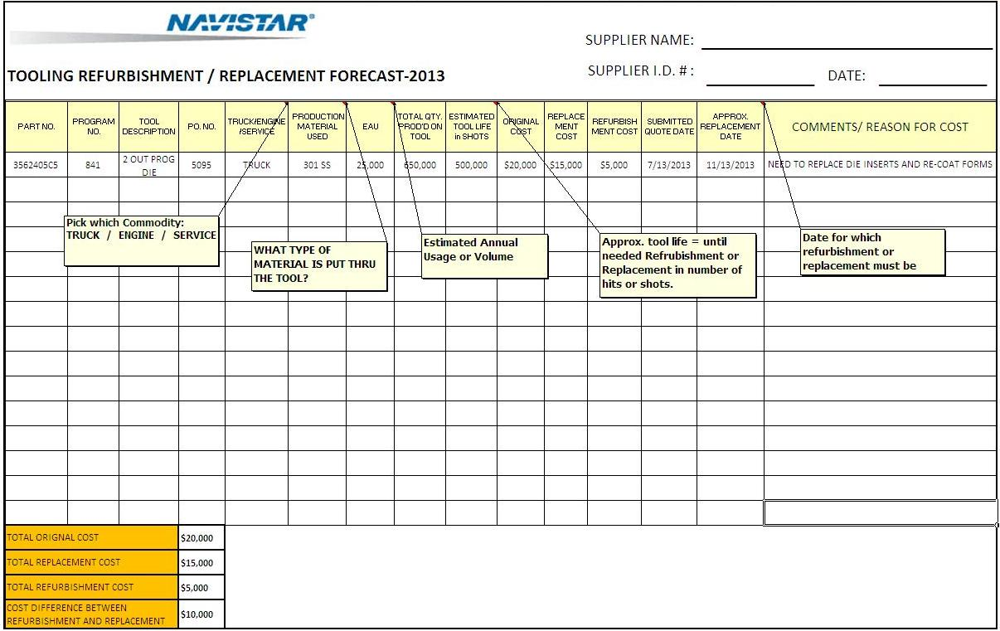 NAVISTAR®
SUPPLIER NAME:
TOOLING REFURBISHMENT / REPLACEMENT FORECAST-2013
SUPPLIER I.D. # :
DATE:
PART NO.
PROGRAM
NO.
TOOL
DESCRIPTION
PO. NO.
TRUCK/ENGINE
/SERVICE
PRODUCTION
MATERIAL
USED
EAU
TOTAL QTY.
PROD'D ON
TOOL
ESTIMATED
TOOL LIFE
in SHOTS
ORIGINAL
COST
REPLACE
MENT
COST
REFURBISH
MENT COST
SUBMITTED
QUOTE DATE
APPROX.
REPLACEMENT
DATE
COMMENTS/ REASON FOR COST
3562405C5
841
2 OUT PROG
DIE
5095
TRUCK
301 SS
25,000
650,000
500,000
$20,000
$15,000
$5,000
7/13/2013
11/13/2013
NEED TO REPLACE DIE INSERTS AND RE-COAT FORMS
Pick which Commodity:
TRUCK / ENGINE / SERVICE
WHAT TYPE OF
MATERIAL IS PUT THRU
THE TOOL?
Estimated Annual
Usage or Volume
Approx. tool life = until
needed Refrubishment or
Replacement in number of
hits or shots.
Date for which
refurbishment or
replacement must be
TOTAL ORIGNAL COST
$20,000
TOTAL REPLACEMENT COST
$15,000
TOTAL REFURBISHMENT COST
$5,000
COST DIFFERENCE BETWEEN
REFURBISHMENT AND REPLACEMENT
$10,000